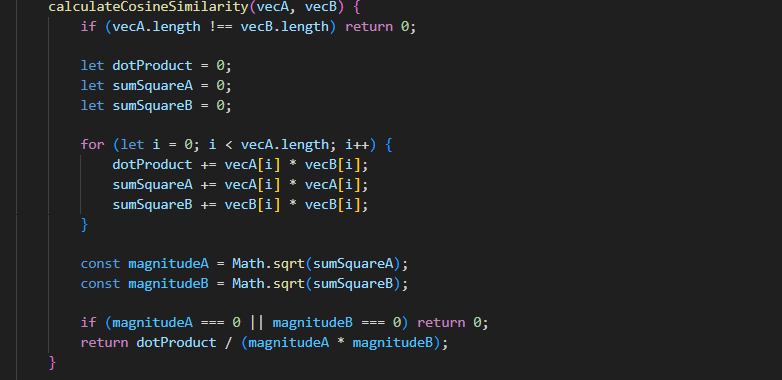 calculateCosineSimilarity(vecA, vecB) {
if (vecA.length !== vecB.length) return 0;
let dotProduct = 0;
let sumSquareA = 0;
let sumSquareB = 0;
for (let i = 0; i < vecA.length; i++) {
dotProduct += vecA[i] * vecB[i];
sumSquareA += vecA[i] * vecA[i];
sumSquareB += vecB[i] * vecB[i];
}
const magnitudeA = Math.sqrt(sumSquareA);
const magnitudeB = Math.sqrt(sumSquareB);
if (magnitudeA === 0 || magnitudeB === 0) return 0;
return dotProduct / (magnitudeA * magnitudeB);
}